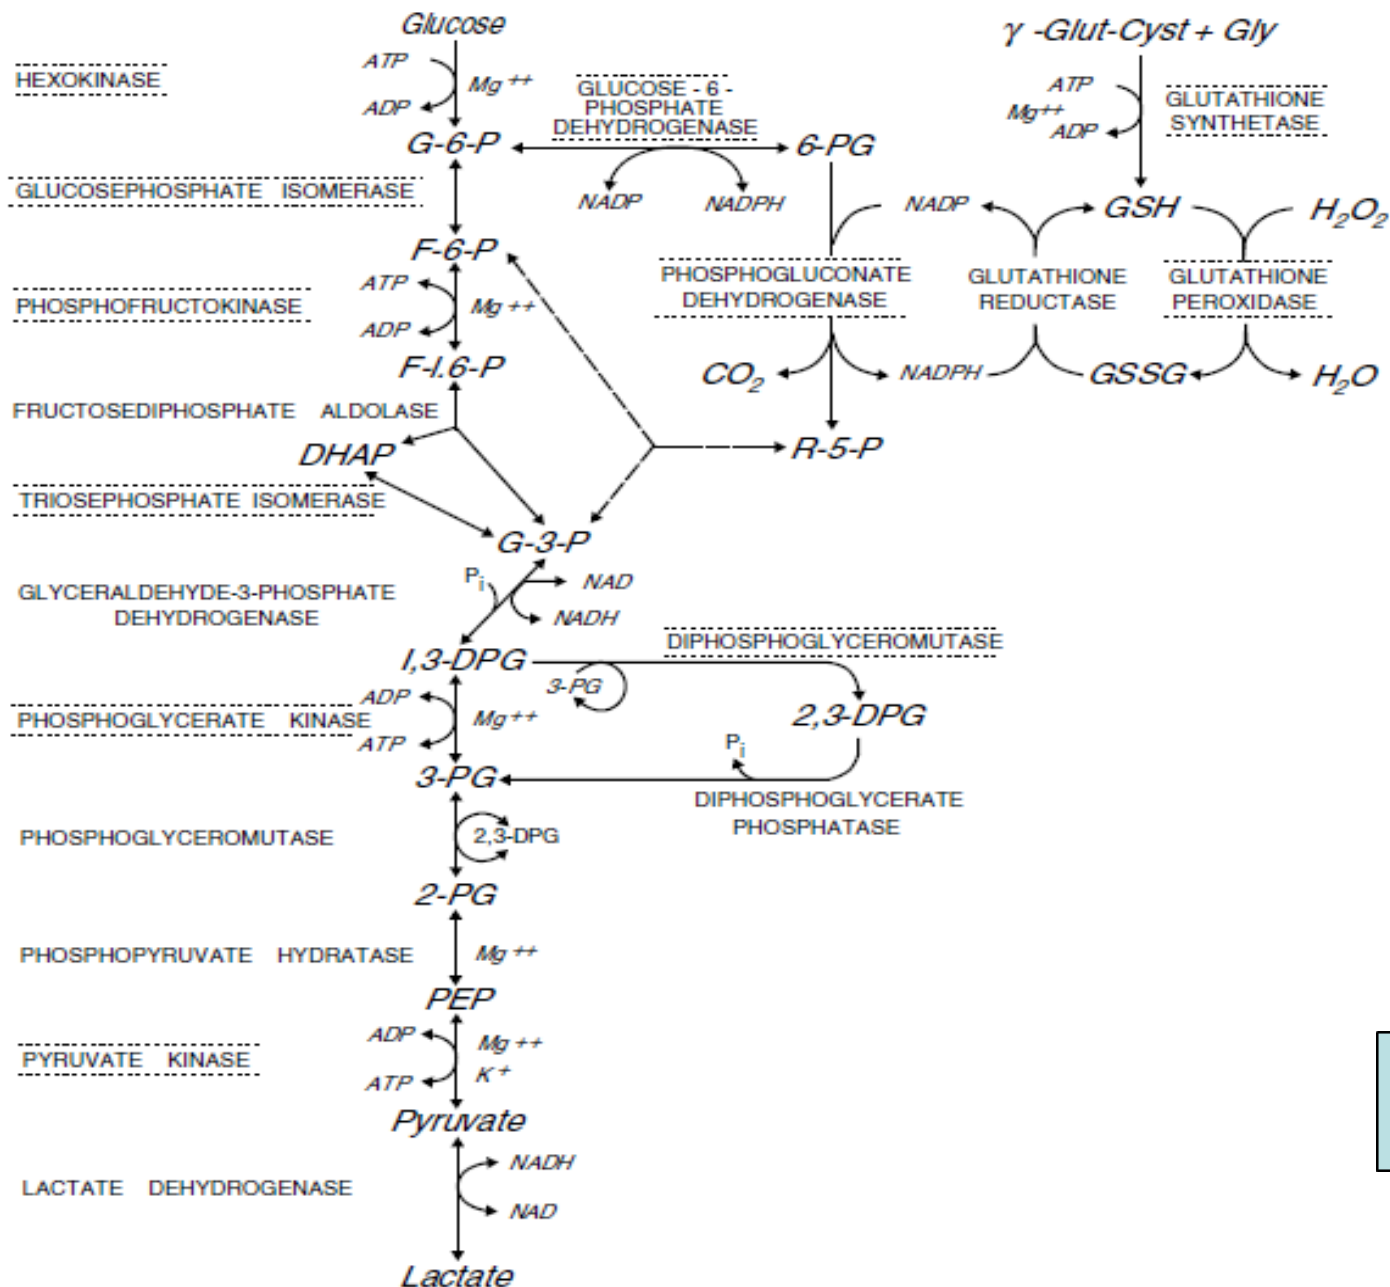 Glucose
γ -Glut-Cyst + Gly
HEXOKINASE
ATP
Mg ++
ADP
GLUCOSE - 6 -
PHOSPHATE
DEHYDROGENASE
ATP
Mg++
ADP
GLUTATHIONE
SYNTHETASE
G-6-P
6-PG
GLUCOSEPHOSPHATE ISOMERASE
NADP
NADPH
NADP
GSH
H2O2
F-6-P
PHOSPHOFRUCTOKINASE
ATP
Mg ++
ADP
PHOSPHOGLUCONATE
DEHYDROGENASE
GLUTATHIONE
REDUCTASE
GLUTATHIONE
PEROXIDASE
F-I.6-P
CO2
NADPH
GSSG
H2O
FRUCTOSEDIPHOSPHATE ALDOLASE
DHAP
R-5-P
TRIOSEPHOSPHATE ISOMERASE
G-3-P
GLYCERALDEHYDE-3-PHOSPHATE
DEHYDROGENASE
Pi
NAD
NADH
I,3-DPG
DIPHOSPHOGLYCEROMUTASE
3-PG
PHOSPHOGLYCERATE KINASE
ADP
Mg ++
ATP
2,3-DPG
Pi
3-PG
DIPHOSPHOGLYCERATE
PHOSPHATASE
PHOSPHOGLYCEROMUTASE
2,3-DPG
2-PG
PHOSPHOPYRUVATE HYDRATASE
Mg ++
PEP
PYRUVATE KINASE
ADP
Mg ++
K +
ATP
Pyruvate
LACTATE DEHYDROGENASE
NADH
NAD
Lactate